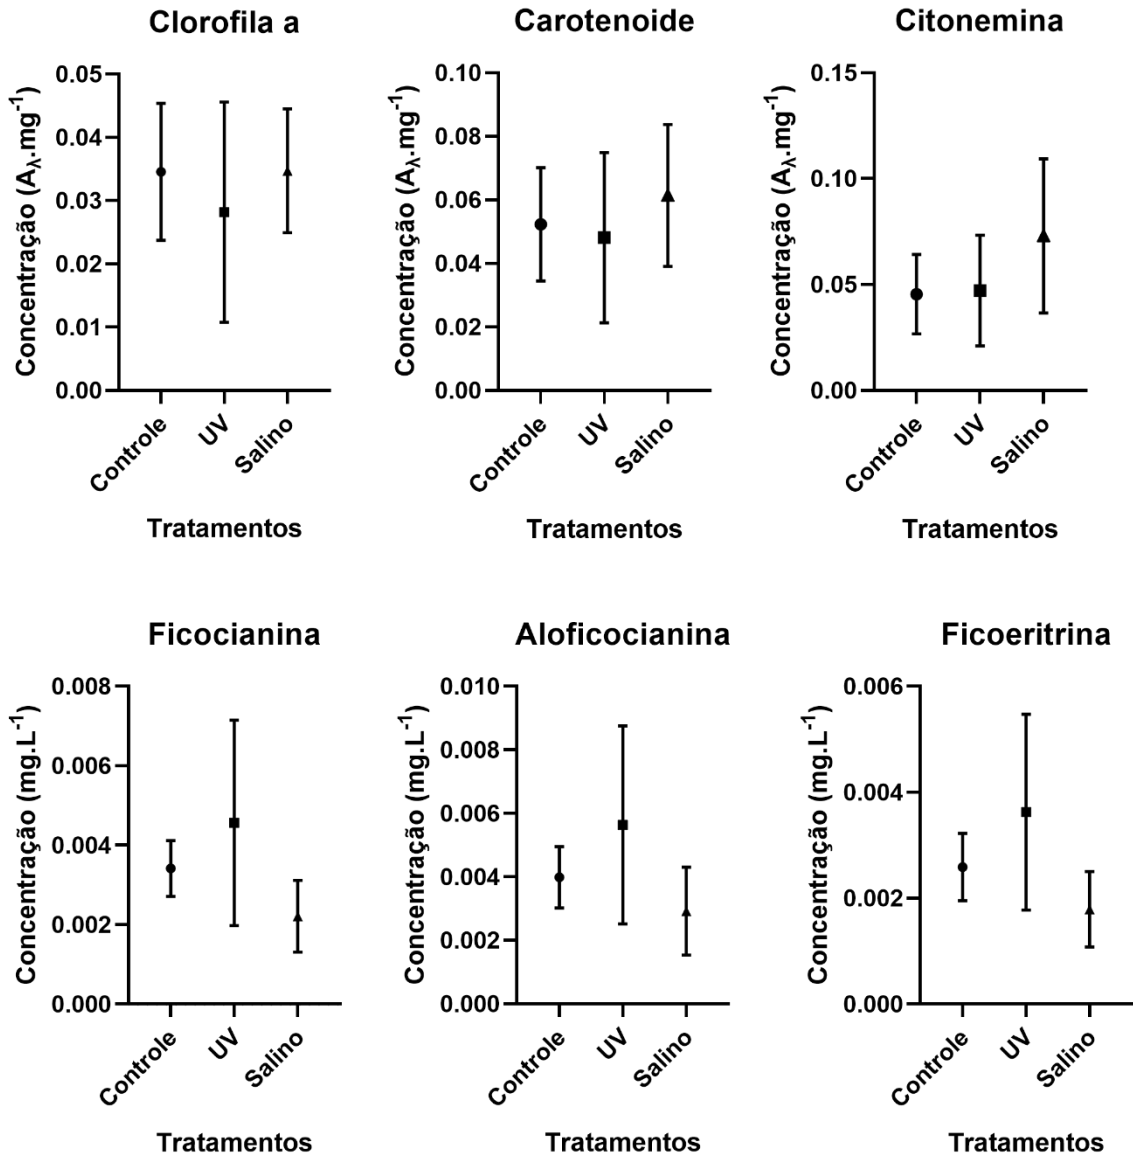 Clorofila a
Concentração (Aλ.mg-1)
0.05
0.04
0.03
0.02
0.01
0.00
Controle
UV
Salino
Tratamentos
Carotenoide
Concentração (Aλ.mg-1)
0.10
0.08
0.06
0.04
0.02
0.00
Controle
UV
Salino
Tratamentos
Citonemina
Concentração (Aλ.mg-1)
0.15
0.10
0.05
0.00
Controle
UV
Salino
Tratamentos
Ficocianina
Concentração (mg.L-1)
0.008
0.006
0.004
0.002
0.000
Controle
UV
Salino
Tratamentos
Aloficocianina
Concentração (mg.L-1)
0.010
0.008
0.006
0.004
0.002
0.000
Controle
UV
Salino
Tratamentos
Ficoeritrina
Concentração (mg.L-1)
0.006
0.004
0.002
0.000
Controle
UV
Salino
Tratamentos